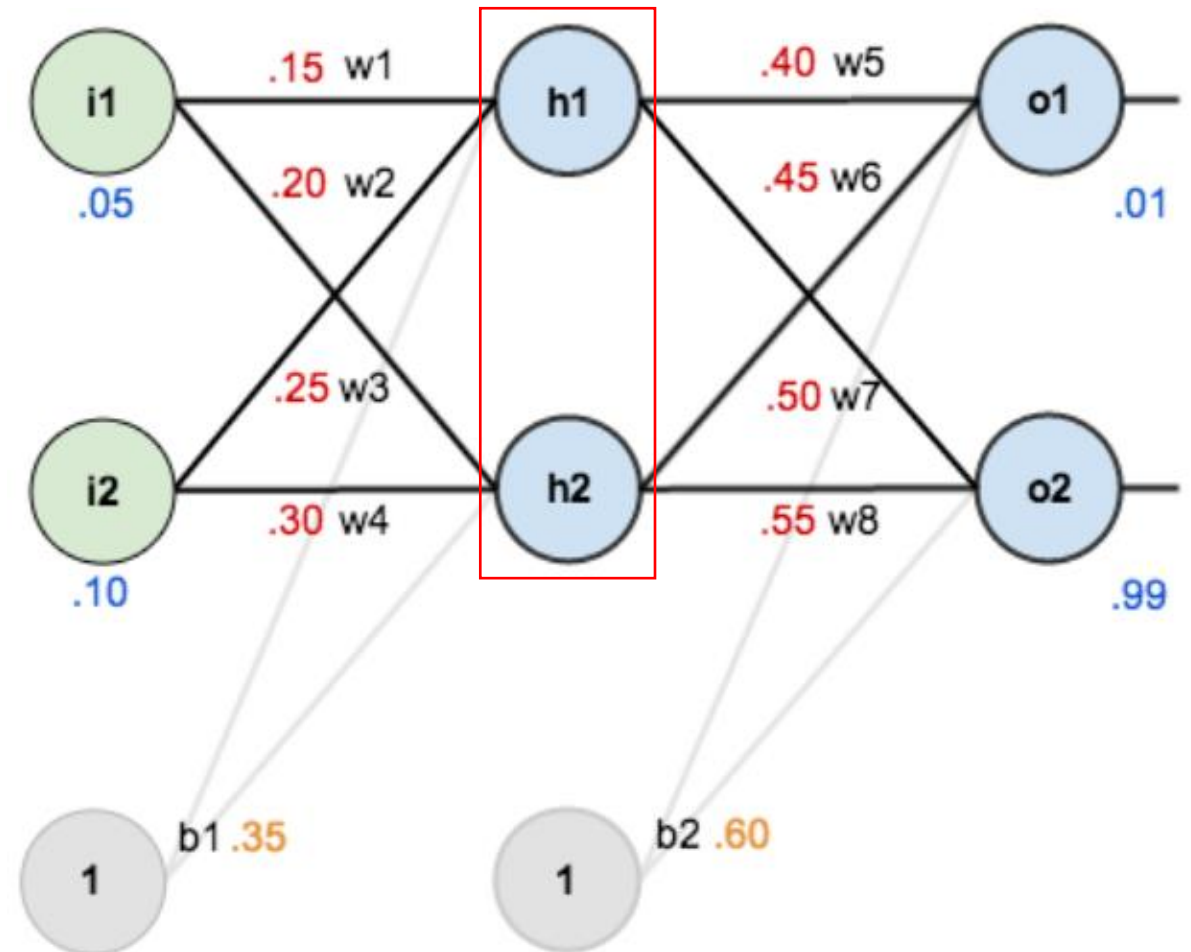 .15 w1
.40 w5
i1
h1
o1
.20 w2
.45 w6
.05
.01
.25 w3
.50 w7
i2
h2
o2
.30 w4
.55 w8
.10
.99
b1 .35
b2 .60
1
1